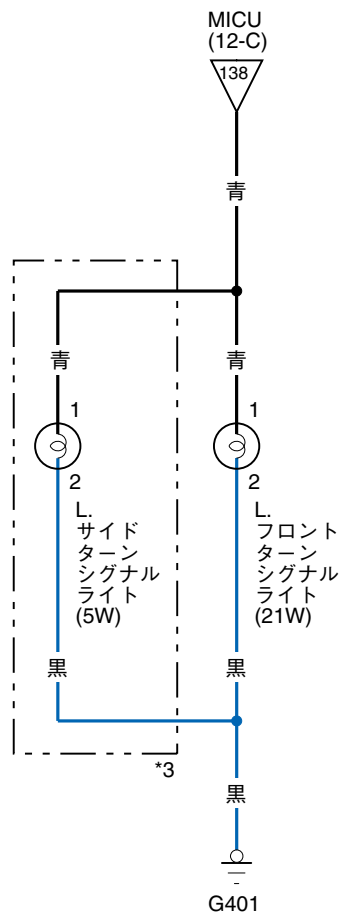 MICU
(12-C)
138
青
青
青
1
1
2
2
L.
サイド
ターン
シグナル
ライト
(5W)
L.
フロント
ターン
シグナル
ライト
(21W)
黒
黒
*3
黒
G401